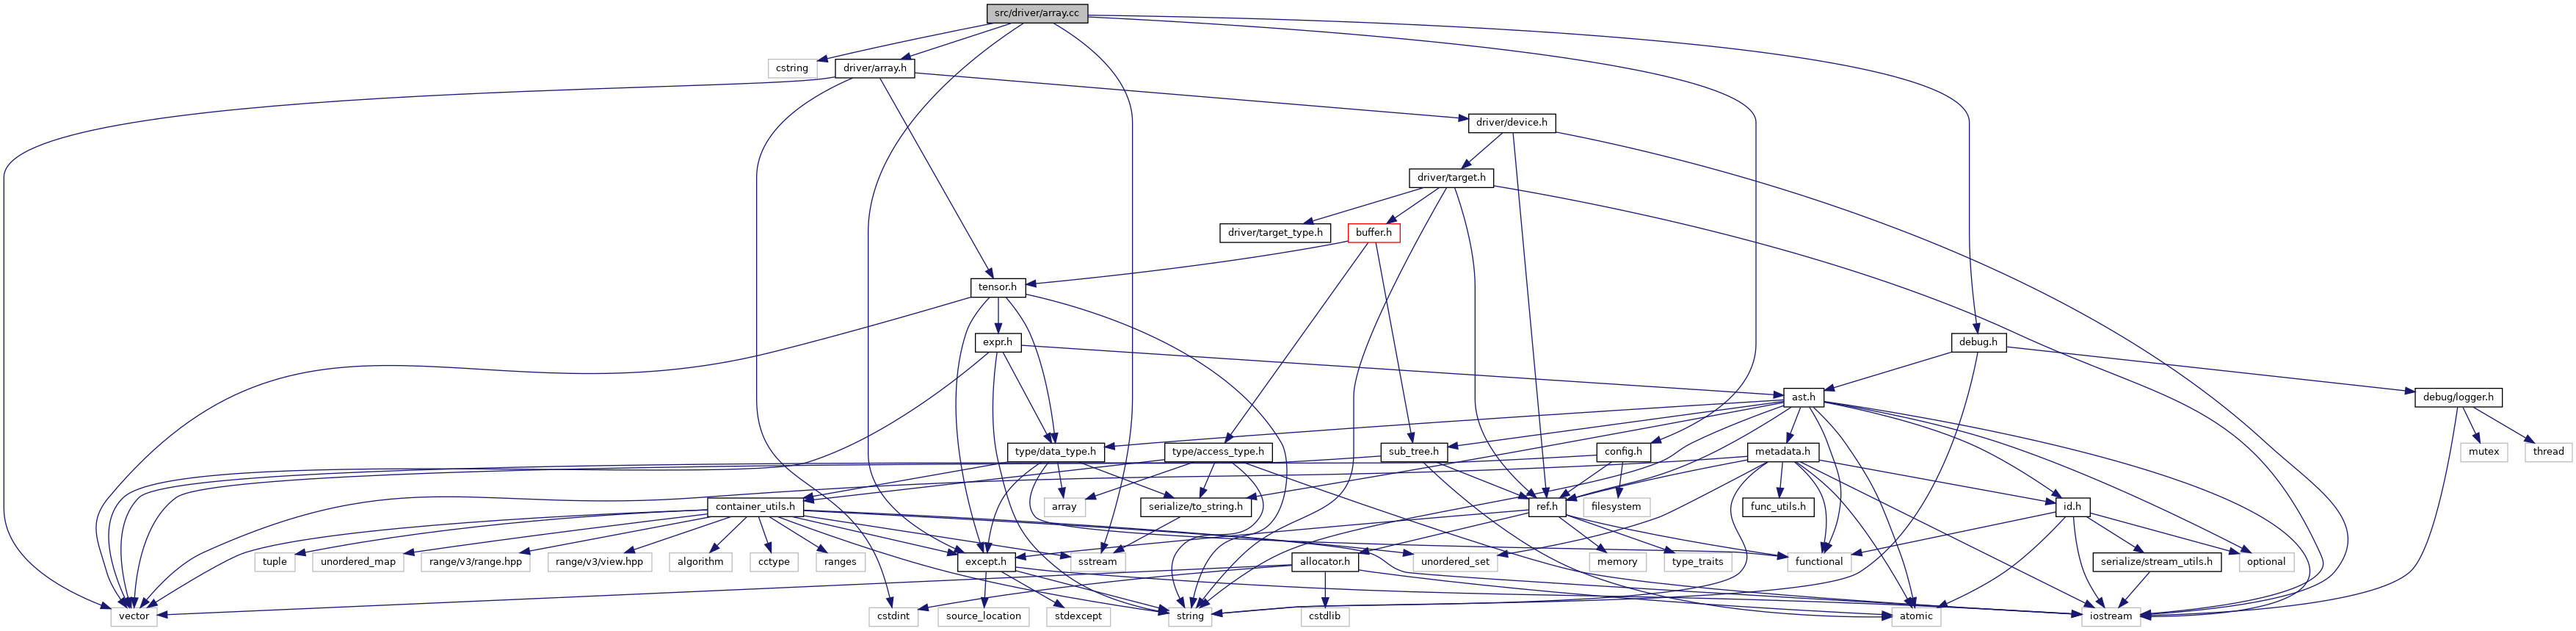 src/driver/array.cc
cstring
driver/array.h
driver/device.h
driver/target.h
driver/target_type.h
buffer.h
tensor.h
expr.h
debug.h
ast.h
debug/logger.h
type/data_type.h
type/access_type.h
sub_tree.h
config.h
metadata.h
mutex
thread
container_utils.h
array
serialize/to_string.h
ref.h
filesystem
func_utils.h
id.h
tuple
unordered_map
range/v3/range.hpp
range/v3/view.hpp
algorithm
cctype
ranges
except.h
sstream
allocator.h
unordered_set
memory
type_traits
functional
serialize/stream_utils.h
optional
vector
cstdint
source_location
stdexcept
string
cstdlib
atomic
iostream